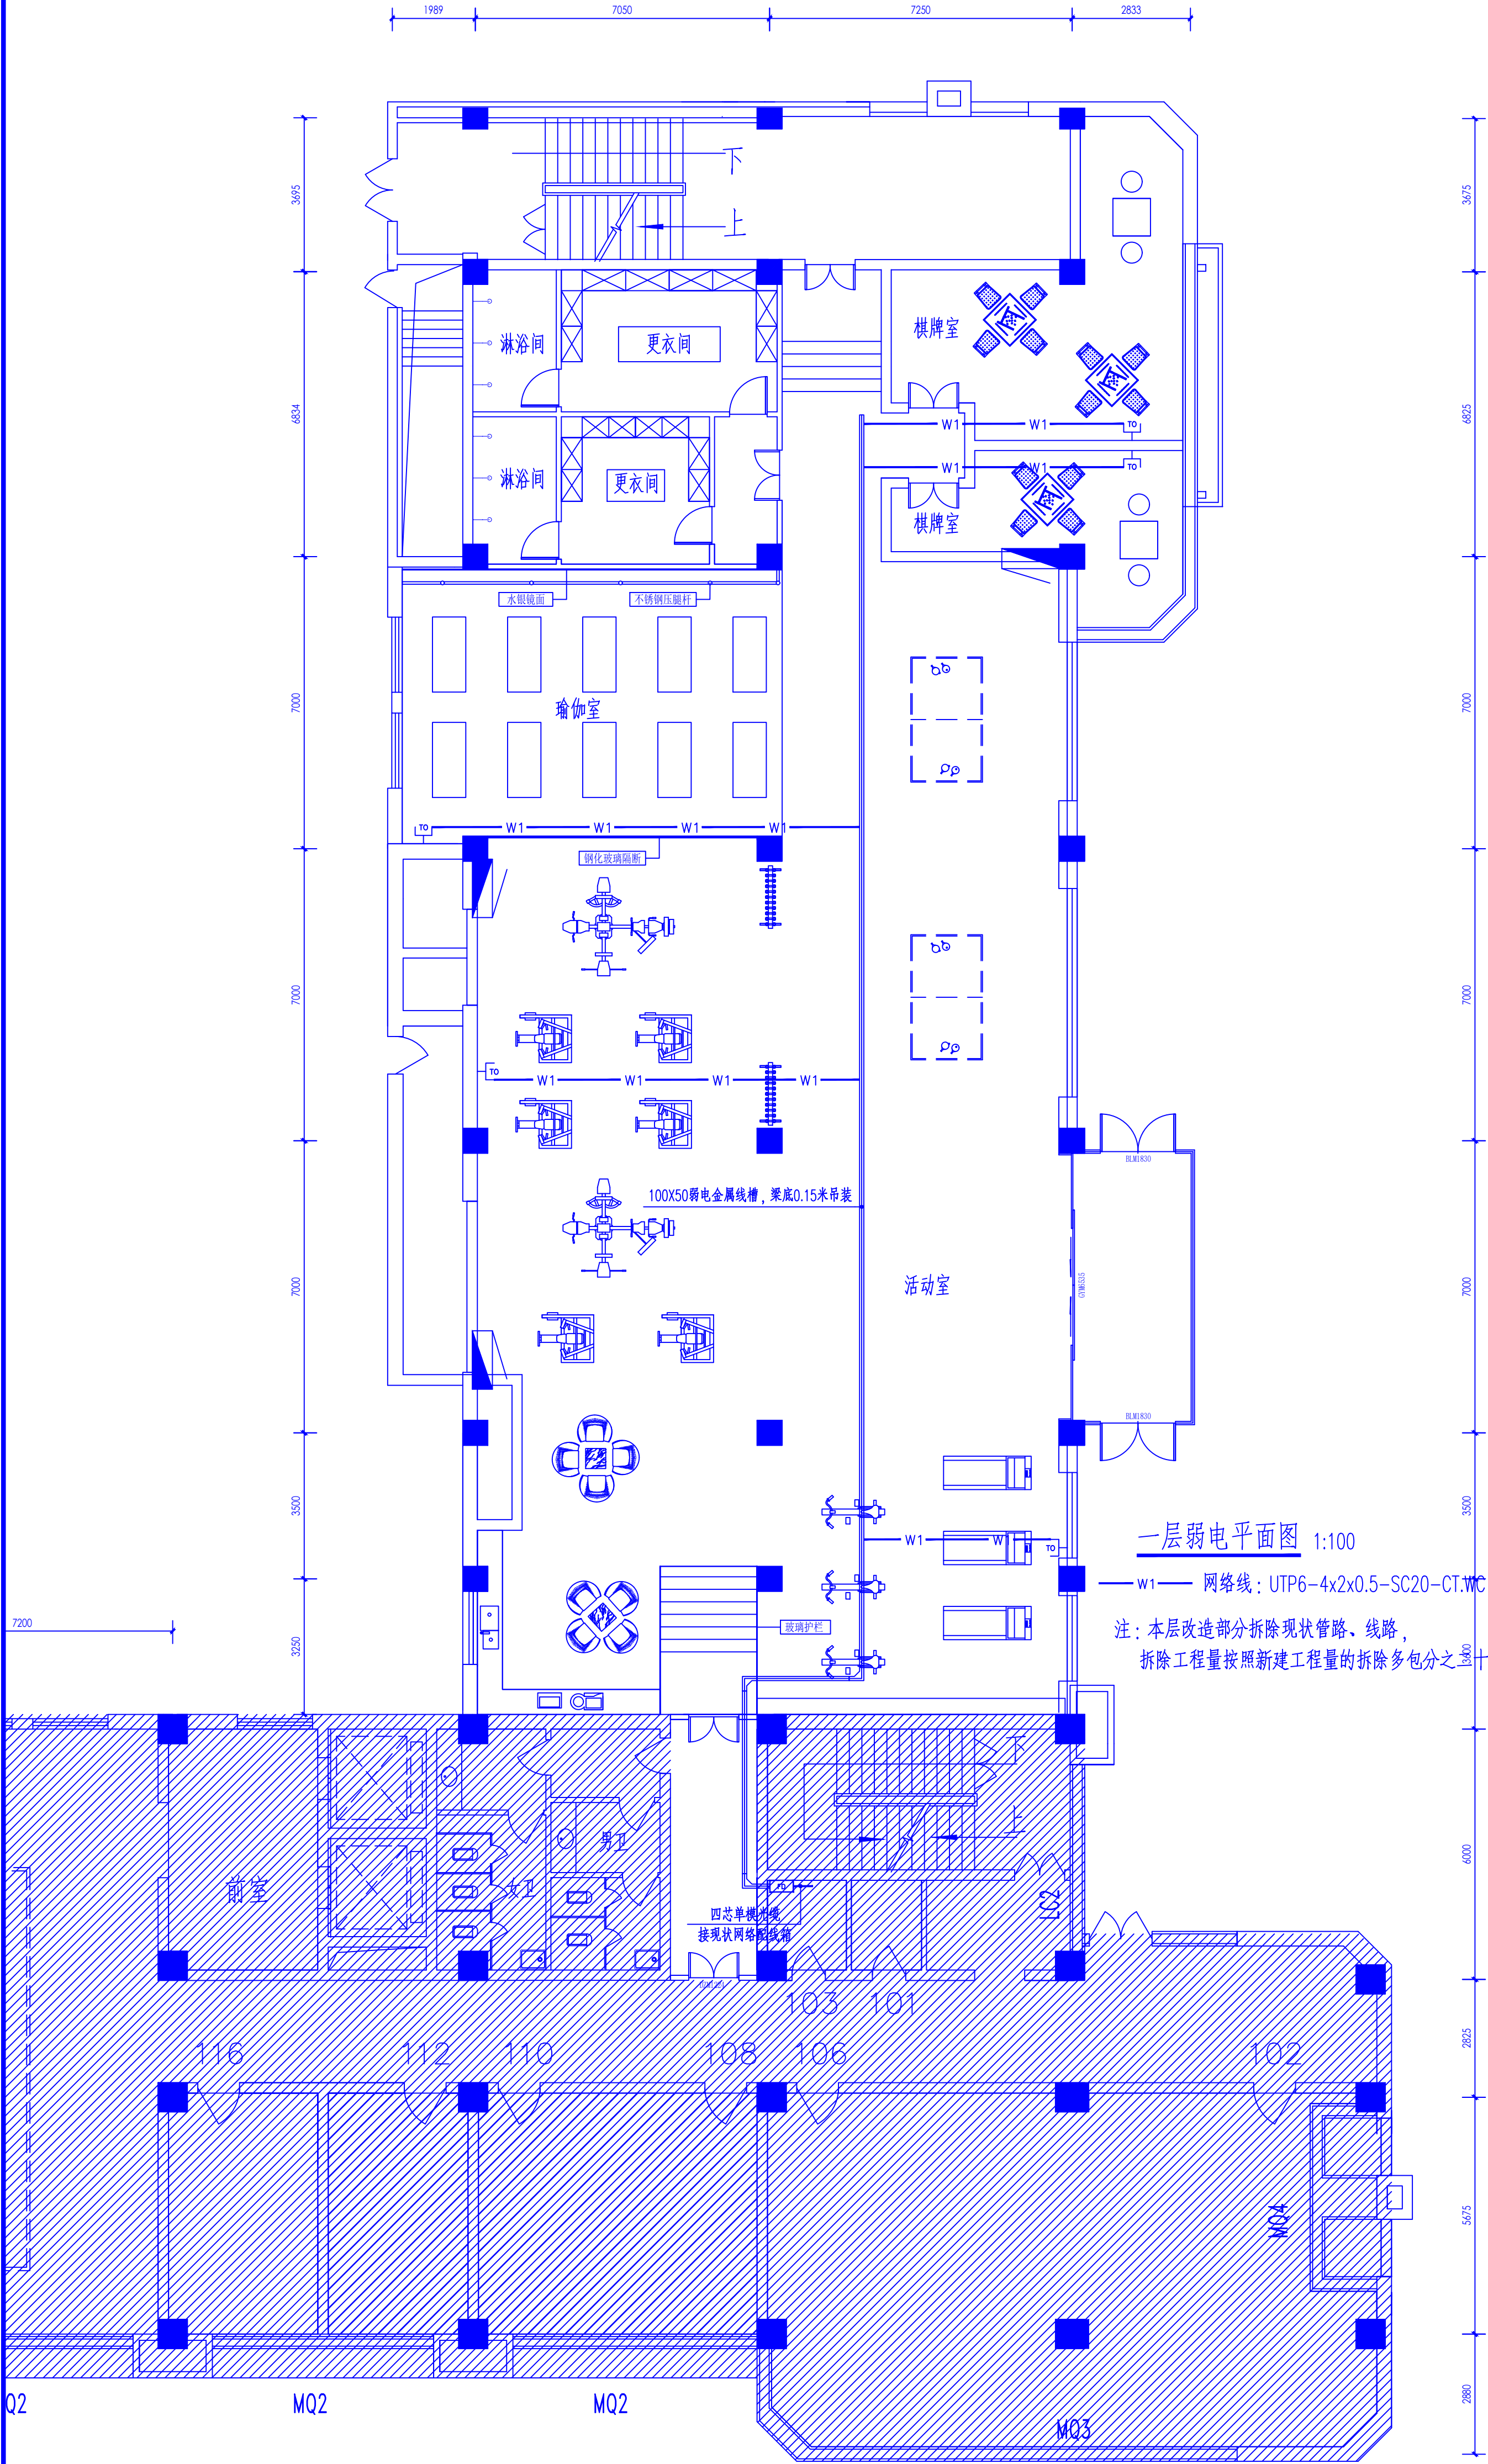 1989
7050
7250
2833
3695
下
3675
上
淋浴间
更衣间
棋牌室
6834
W1
W1
TO
6825
W1
W1
TO
淋浴间
更衣间
棋牌室
水银镜面
不锈钢压腿杆
7000
瑜伽室
7000
TO
W1
W1
W1
W1
钢化玻璃隔断
7000
7000
TO
W1
W1
W1
W1
BLM1830
100X50弱电金属线槽，梁底0.15米吊装
7000
活动室
GYM6535
7000
BLM1830
3500
3500
W1
W1
TO
一层弱电平面图 1:100
W1 网络线：UTP6-4x2x0.5-SC20-CT.WC
7200
3250
玻璃护栏
注：本层改造部分拆除现状管路、线路，
拆除工程量按照新建工程量的拆除多包分之二十
3600
下
上
男卫
6000
前室
女卫
TO
LC2
四芯单模光缆
接现状网络配线箱
103
101
116
112
110
108
106
102
2825
MQ4
5675
Q2
MQ2
MQ2
MQ3
2880